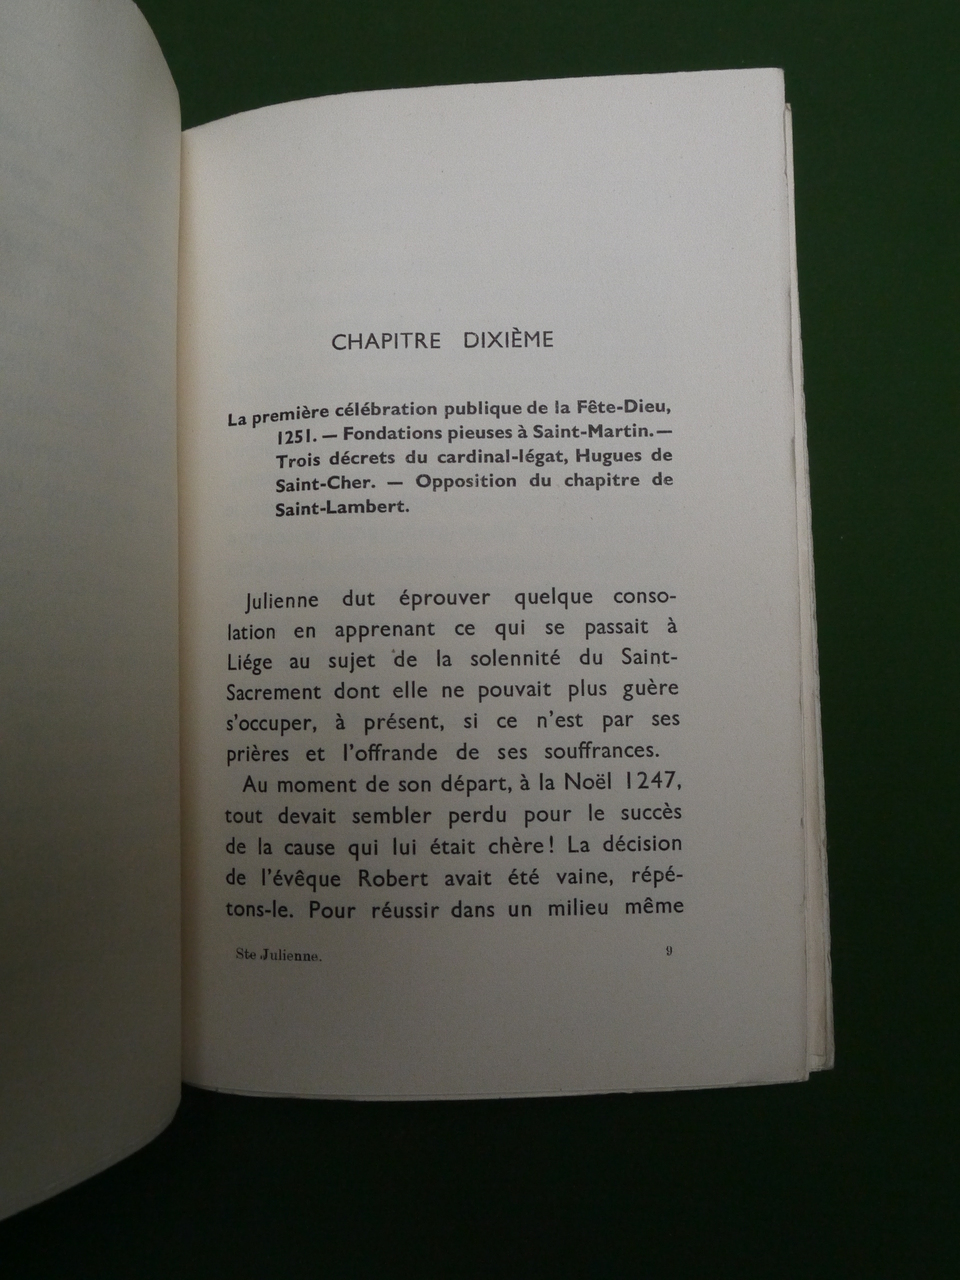 CHAPITRE DIXIÈME
La première célébration publique de la Fête-Dieu,
1251. — Fondations pieuses à Saint-Martin. —
Trois décrets du cardinal-légat, Hugues de
Saint-Cher. — Opposition du chapitre de
Saint-Lambert.
Julienne dut éprouver quelque conso-
lation en apprenant ce qui se passait à
Liége au sujet de la solennité du Saint-
Sacrement dont elle ne pouvait plus guère
s'occuper, à présent, si ce n'est par ses
prières et l'offrande de ses souffrances.
Au moment de son départ, à la Noël 1247,
tout devait sembler perdu pour le succès
de la cause qui lui était chère! La décision
de l'évêque Robert avait été vaine, répé-
tons-le. Pour réussir dans un milieu même
Ste Julienne. 9